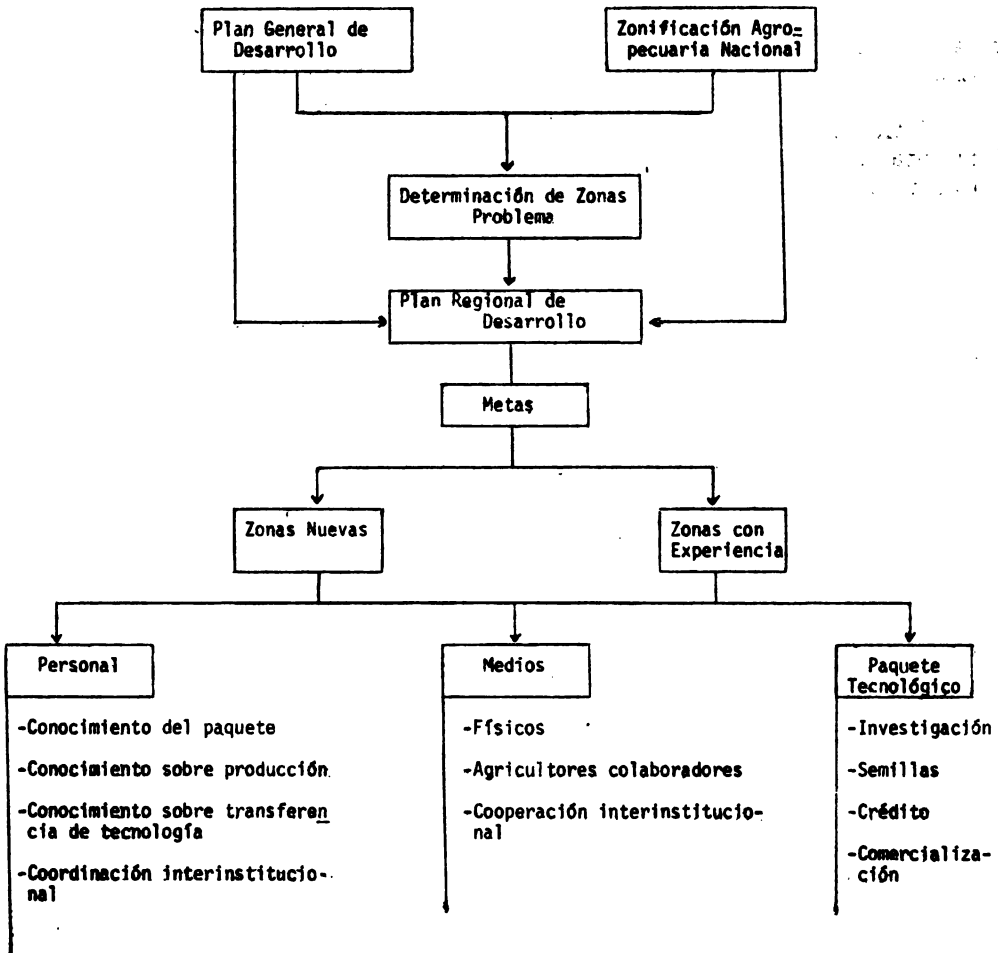 Plan General de
Desarrollo
Zonificación Agro=
pecuaria Nacional
Determinación de Zonas
Problema
Plan Regional de
Desarrollo
Metas
Zonas Nuevas
Zonas con
Experiencia
Personal
-Conocimiento del paquete
-Conocimiento sobre producción
-Conocimiento sobre transferen
cia de tecnología
-Coordinación interinstitucio-
nal
Medios
-Físicos
-Agricultores colaboradores
-Cooperación interinstitucio-
nal
Paquete
Tecnológico
-Investigación
-Semillas
-Crédito
-Comercializa-
ción